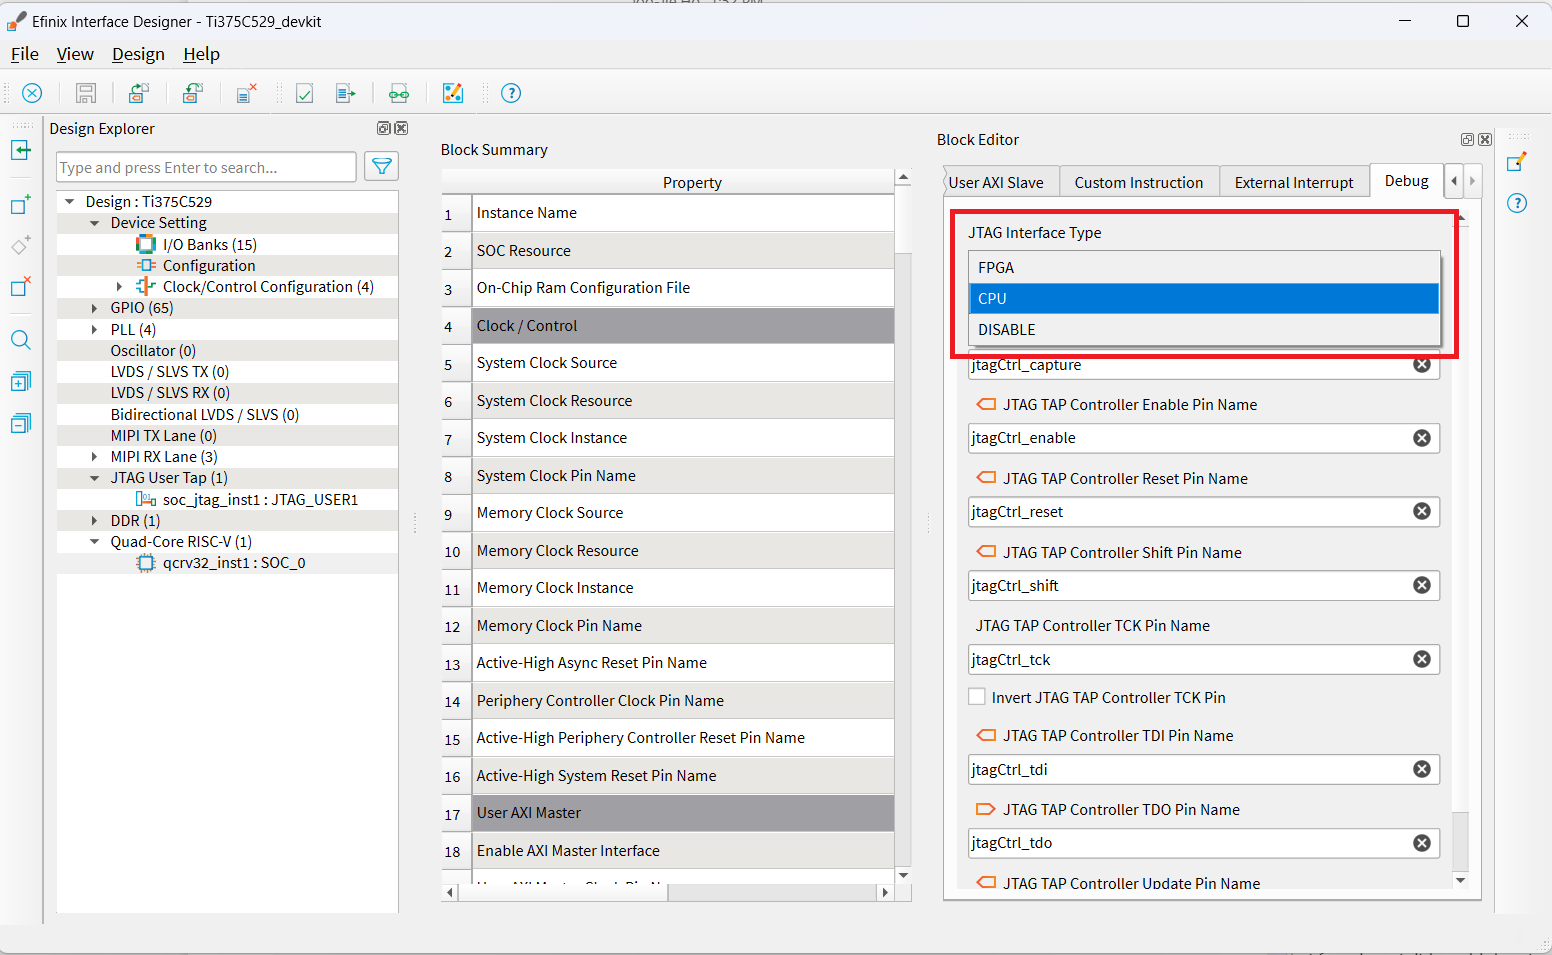 Efinix Interface Designer - Ti375C529_devkit
File View Design Help
Design Explorer
Type and press Enter to search...
Design : Ti375C529
Device Setting
I/O Banks (15)
Configuration
Clock/Control Configuration (4)
GPIO (65)
PLL (4)
Oscillator (0)
LVDS / SLVS TX (0)
LVDS / SLVS RX (0)
Bidirectional LVDS / SLVS (0)
MIPI TX Lane (0)
MIPI RX Lane (3)
JTAG User Tap (1)
soc_jtag_inst1 : JTAG_USER1
DDR (1)
Quad-Core RISC-V (1)
qcrv32_inst1 : SOC_0
Block Summary
Property
1 Instance Name
2 SOC Resource
3 On-Chip Ram Configuration File
4 Clock / Control
5 System Clock Source
6 System Clock Resource
7 System Clock Instance
8 System Clock Pin Name
9 Memory Clock Source
10 Memory Clock Resource
11 Memory Clock Instance
12 Memory Clock Pin Name
13 Active-High Async Reset Pin Name
14 Periphery Controller Clock Pin Name
15 Active-High Periphery Controller Reset Pin Name
16 Active-High System Reset Pin Name
17 User AXI Master
18 Enable AXI Master Interface
Block Editor
User AXI Slave Custom Instruction External Interrupt Debug
JTAG Interface Type
FPGA
CPU
DISABLE
jtagCtrl_capture
JTAG TAP Controller Enable Pin Name
jtagCtrl_enable
JTAG TAP Controller Reset Pin Name
jtagCtrl_reset
JTAG TAP Controller Shift Pin Name
jtagCtrl_shift
JTAG TAP Controller TCK Pin Name
jtagCtrl_tck
Invert JTAG TAP Controller TCK Pin
JTAG TAP Controller TDI Pin Name
jtagCtrl_tdi
JTAG TAP Controller TDO Pin Name
jtagCtrl_tdo
JTAG TAP Controller Update Pin Name